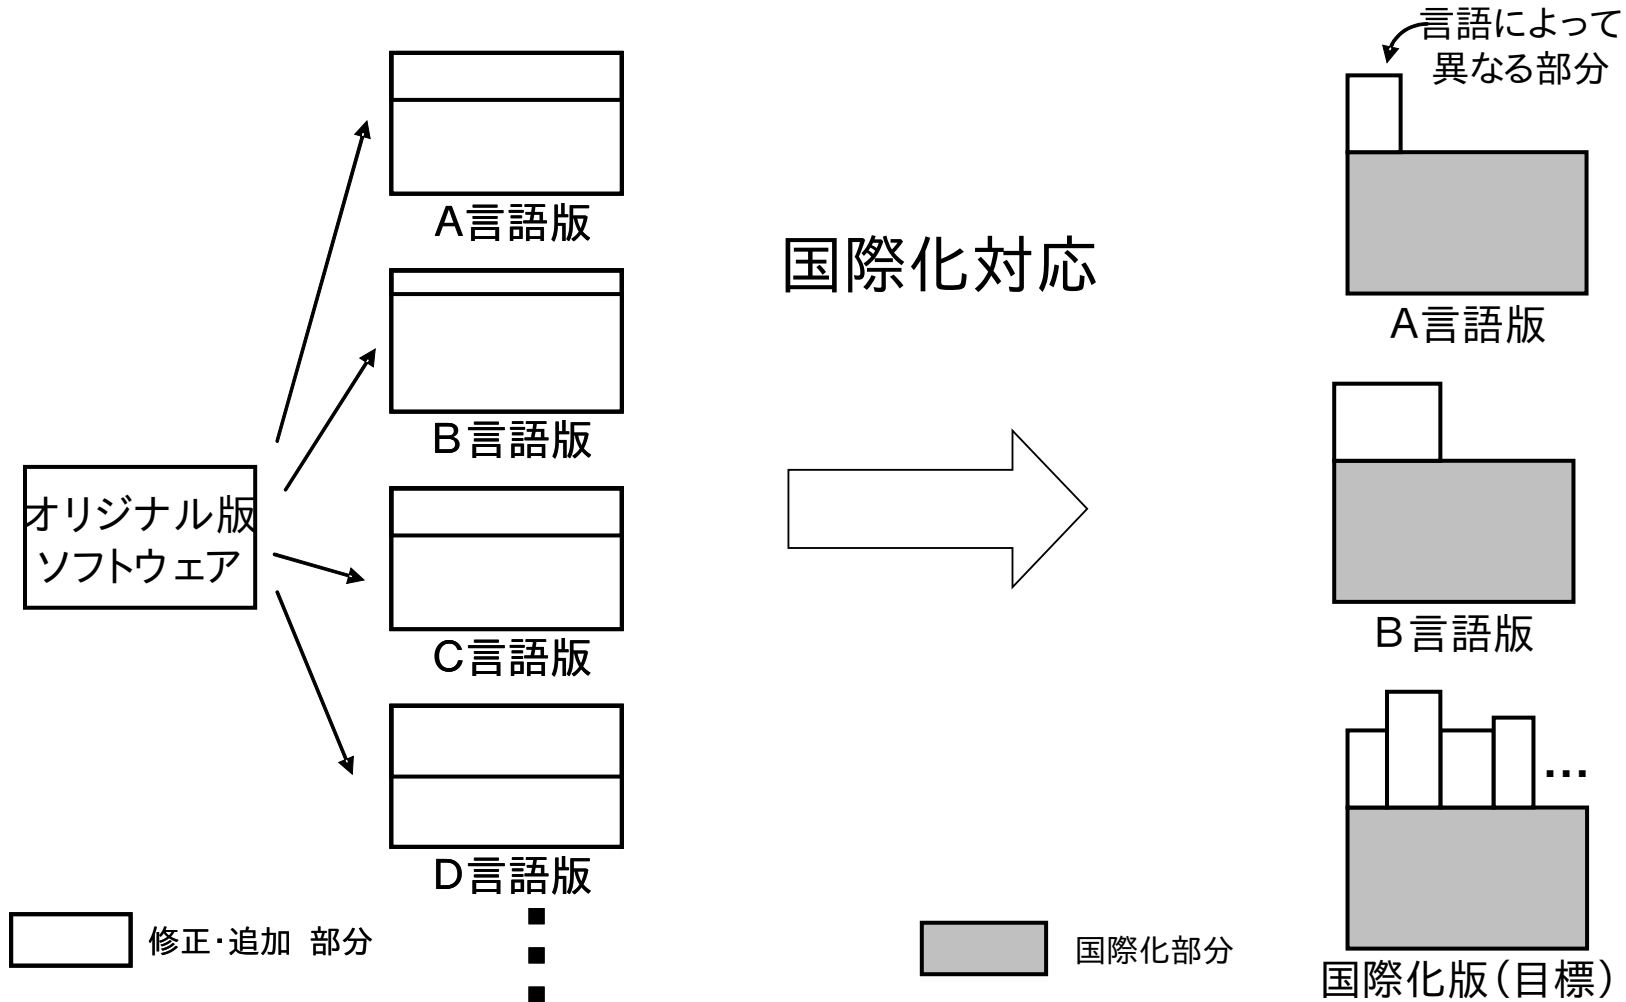 オリジナル版
ソフトウェア
A言語版
B言語版
C言語版
D言語版
修正・追加 部分
国際化対応
言語によって
異なる部分
A言語版
B言語版
…
国際化版(目標)
国際化部分